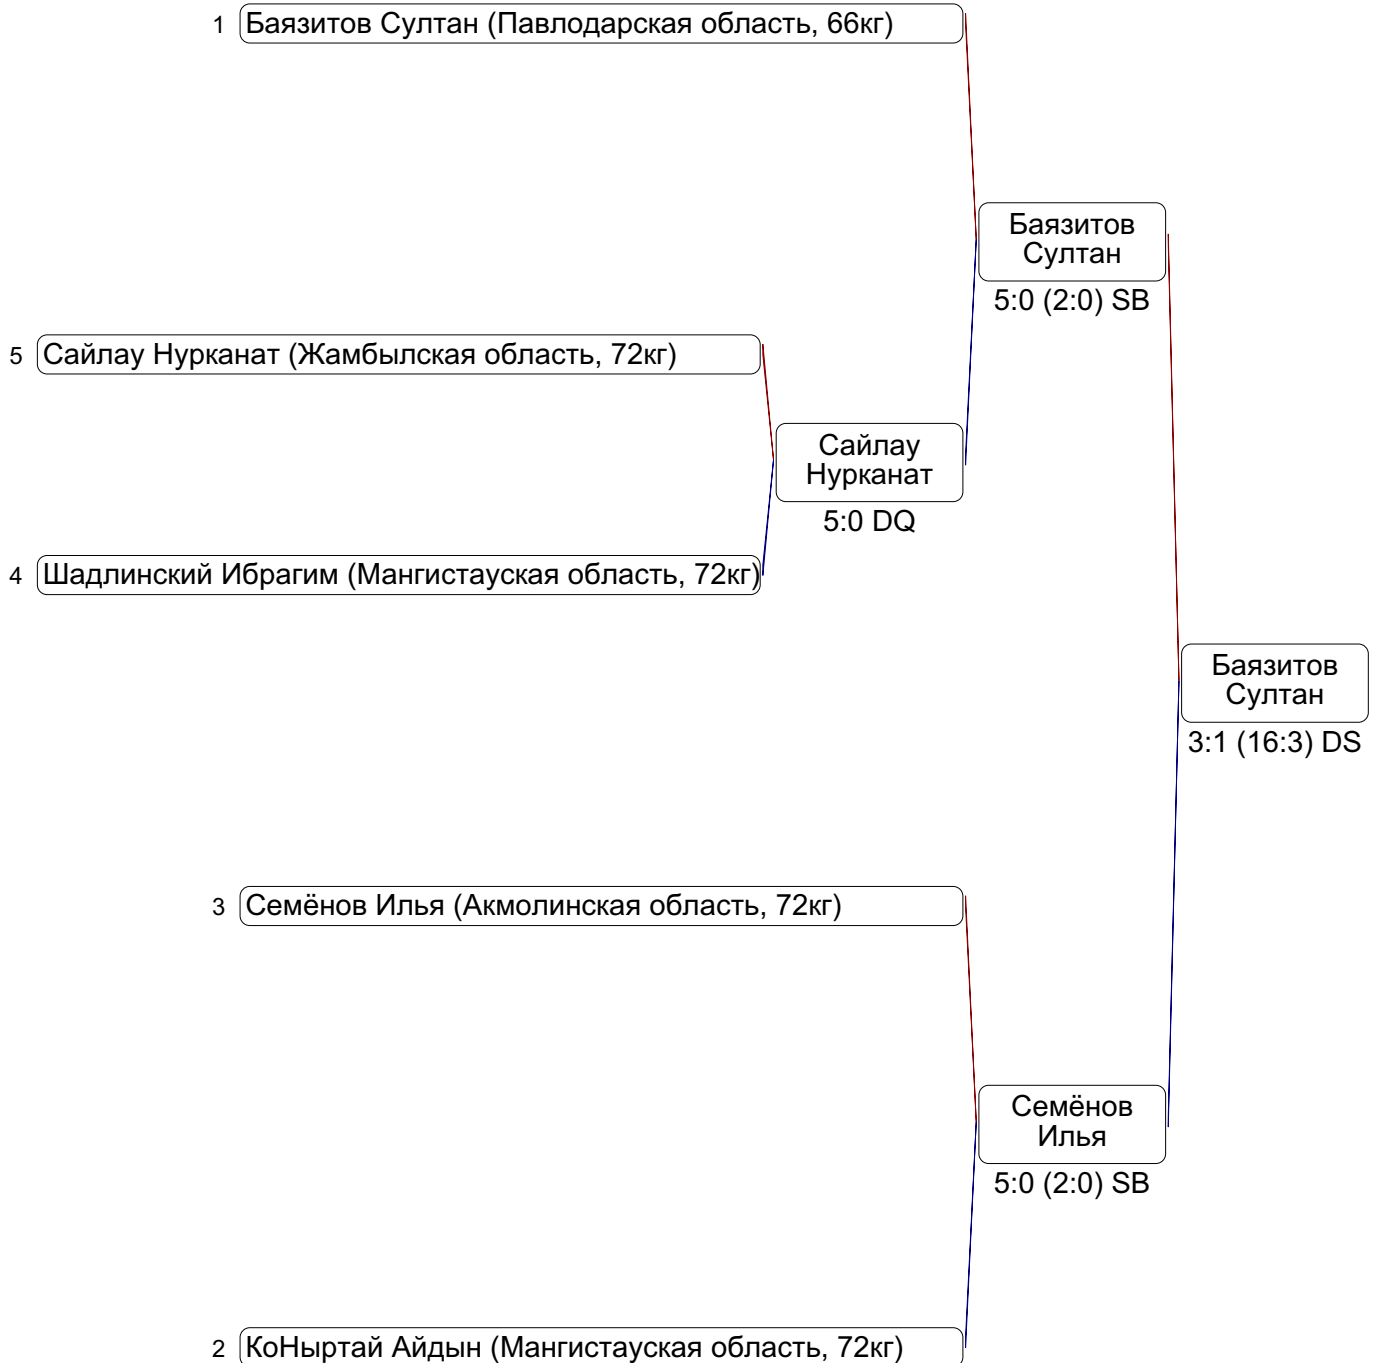 1 Баязитов Султан (Павлодарская область, 66кг)
Баязитов
Султан
5:0 (2:0) SB
5 Сайлау Нурканат (Жамбылская область, 72кг)
Сайлау
Нурканат
5:0 DQ
4 Шадлинский Ибрагим (Мангистауская область, 72кг)
Баязитов
Султан
3:1 (16:3) DS
3 Семёнов Илья (Акмолинская область, 72кг)
Семёнов
Илья
5:0 (2:0) SB
2 КоНыртай Айдын (Мангистауская область, 72кг)